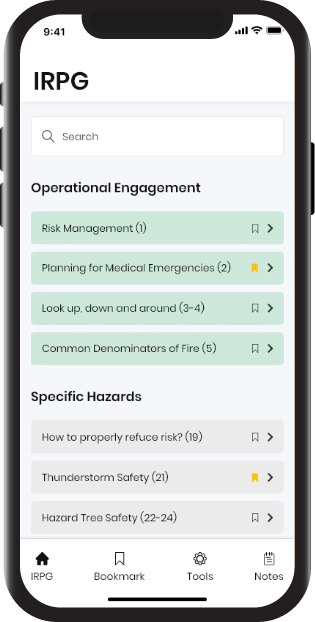 9:41
IRPG
Search
Operational Engagement
Risk Management (1)
Planning for Medical Emergencies (2)
Look up, down and around (3-4)
Common Denominators of Fire (5)
Specific Hazards
How to properly refuce risk? (19)
Thunderstorm Safety (21)
Hazard Tree Safety (22-24)
IRPG Bookmark Tools Notes